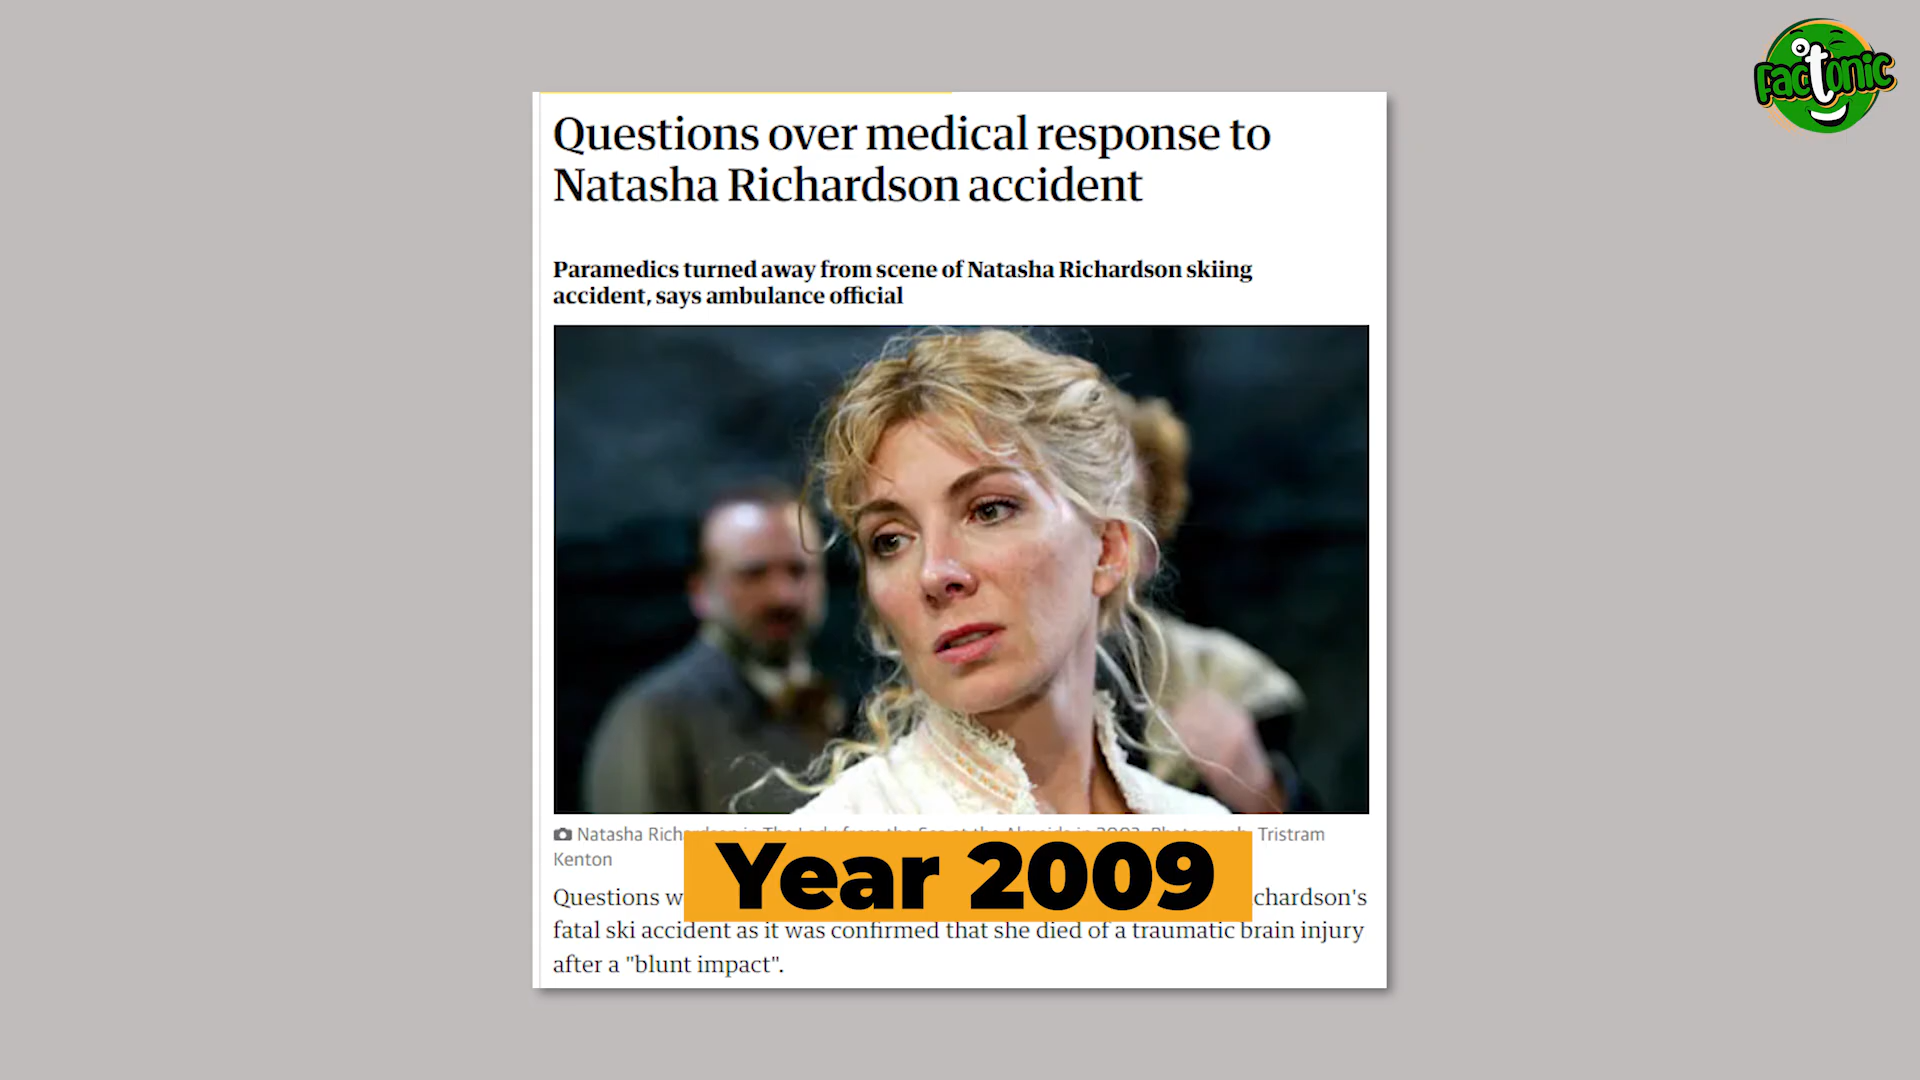 factonic
Questions over medical response to
Natasha Richardson accident
Paramedics turned away from scene of Natasha Richardson skiing
accident, says ambulance official
Natasha Tristram
Kenton
Year 2009
Questions chardson's
fatal ski accident as it was confirmed that she died of a traumatic brain injury
after a "blunt impact".